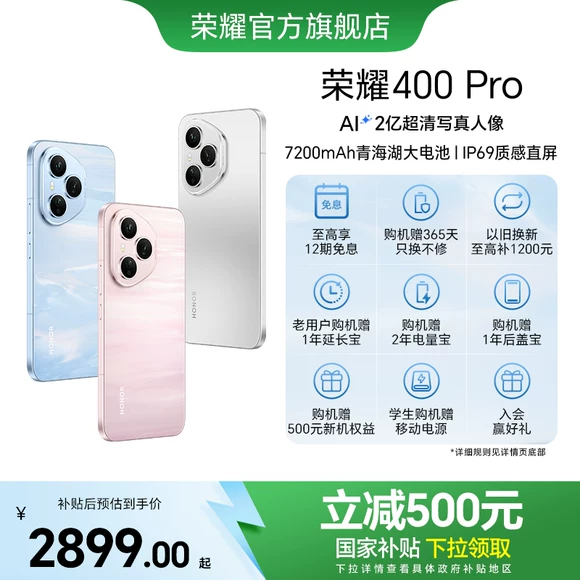 荣耀官方旗舰店
荣耀400 Pro
AI 2亿超清写真人像
7200mAh青海湖大电池 | IP69质感直屏
免息
至高享
12期免息
购机赠365天
只换不修
以旧换新
至高补1200元
老用户购机赠
1年延长宝
购机赠
2年电量宝
购机赠
1年后盖宝
购机赠
500元新机权益
学生购机赠
移动电源
入会
赢好礼
*详细规则见详情页底部
HONOR
HONOR
HONOR
补贴后预估到手价
¥2899.00 起
立减500元
国家补贴 下拉领取
下拉详情查看具体政府补贴地区